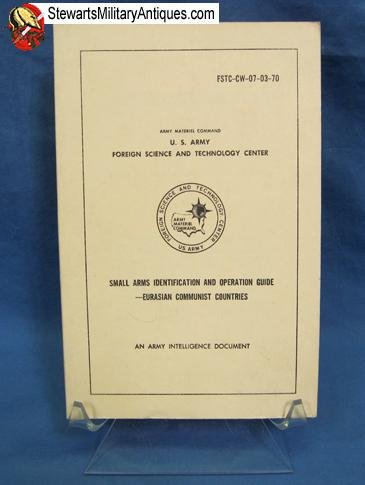 StewartsMilitaryAntiques.com
FSTC-CW-07-03-70
ARMY MATERIEL COMMAND
U. S. ARMY
FOREIGN SCIENCE AND TECHNOLOGY CENTER
FOREIGN SCIENCE AND TECHNOLOGY CENTER
ARMY
MATERIEL
COMMAND
US ARMY
SMALL ARMS IDENTIFICATION AND OPERATION GUIDE
—EURASIAN COMMUNIST COUNTRIES
AN ARMY INTELLIGENCE DOCUMENT